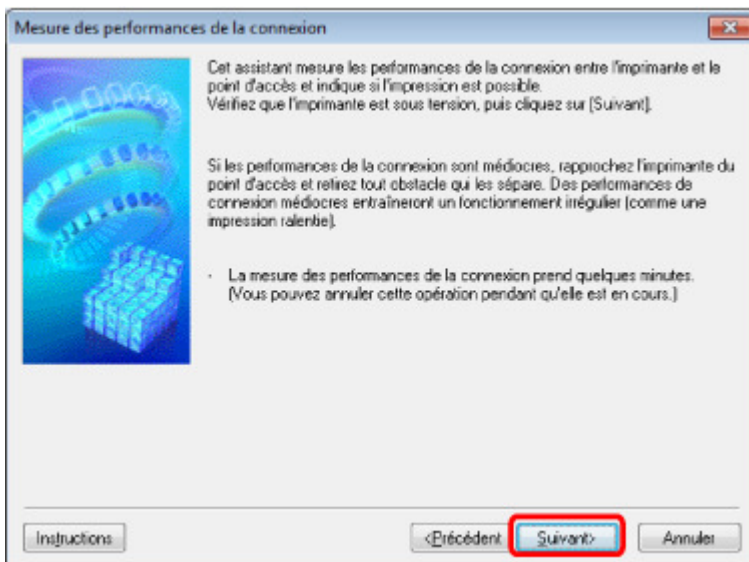 Mesure des performances de la connexion
Cet assistant mesure les performances de la connexion entre l'imprimante et le
point d'accès et indique si l'impression est possible.
Vérifiez que l'imprimante est sous tension, puis cliquez sur [Suivant].
Si les performances de la connexion sont médiocres, rapprochez l'imprimante du
point d'accès et retirez tout obstacle qui les sépare. Des performances de
connexion médiocres entraîneront un fonctionnement irrégulier (comme une
impression ralentie).
- La mesure des performances de la connexion prend quelques minutes.
(Vous pouvez annuler cette opération pendant qu'elle est en cours.)
Instructions
<Précédent
Suivant>
Annuler